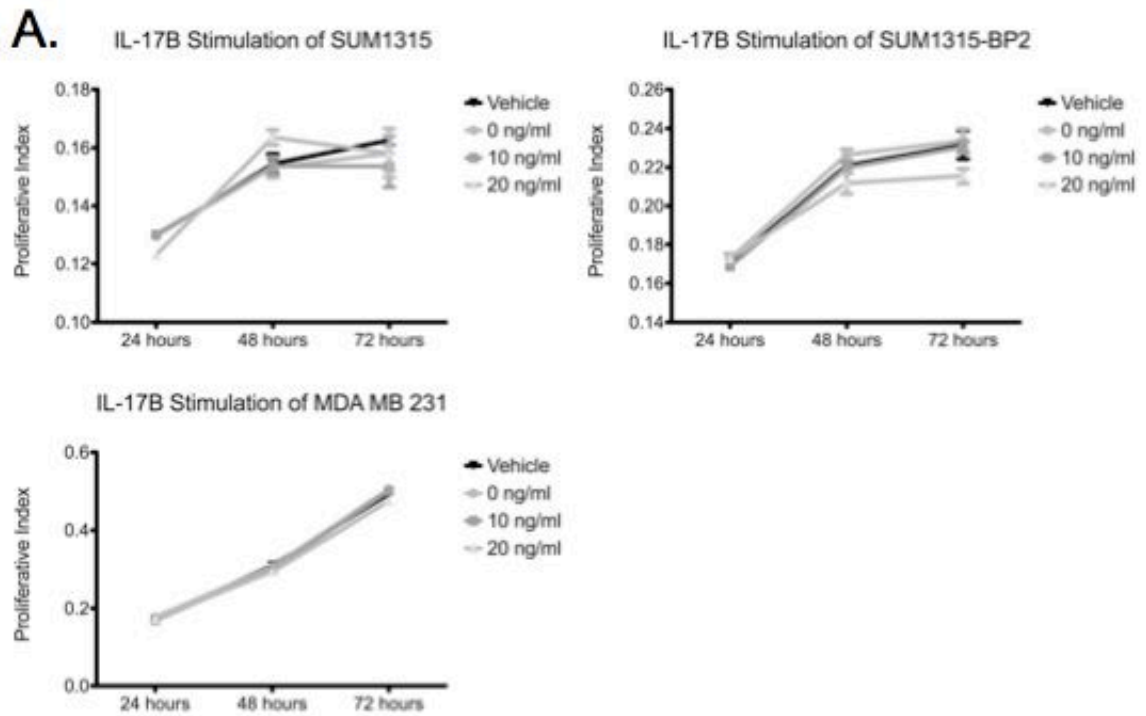 A.
IL-17B Stimulation of SUM1315
Proliferative Index
0.18
0.16
0.14
0.12
0.10
24 hours 48 hours 72 hours
Vehicle
0 ng/ml
10 ng/ml
20 ng/ml
IL-17B Stimulation of SUM1315-BP2
Proliferative Index
0.26
0.24
0.22
0.20
0.18
0.16
0.14
24 hours 48 hours 72 hours
Vehicle
0 ng/ml
10 ng/ml
20 ng/ml
IL-17B Stimulation of MDA MB 231
Proliferative Index
0.6
0.4
0.2
0.0
24 hours 48 hours 72 hours
Vehicle
0 ng/ml
10 ng/ml
20 ng/ml